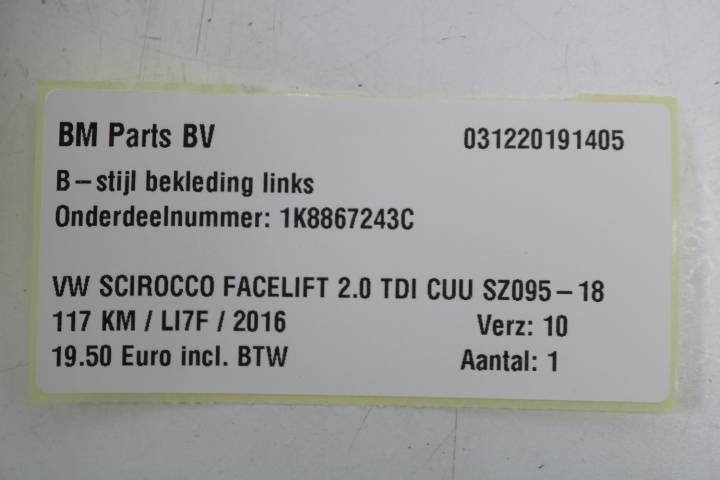 BM Parts BV 031220191405
B-stijl bekleding links
Onderdeelnummer: 1K8867243C
VW SCIROCCO FACELIFT 2.0 TDI CUU SZ095-18
117 KM / LI7F / 2016 Verz: 10
19.50 Euro incl. BTW Aantal: 1